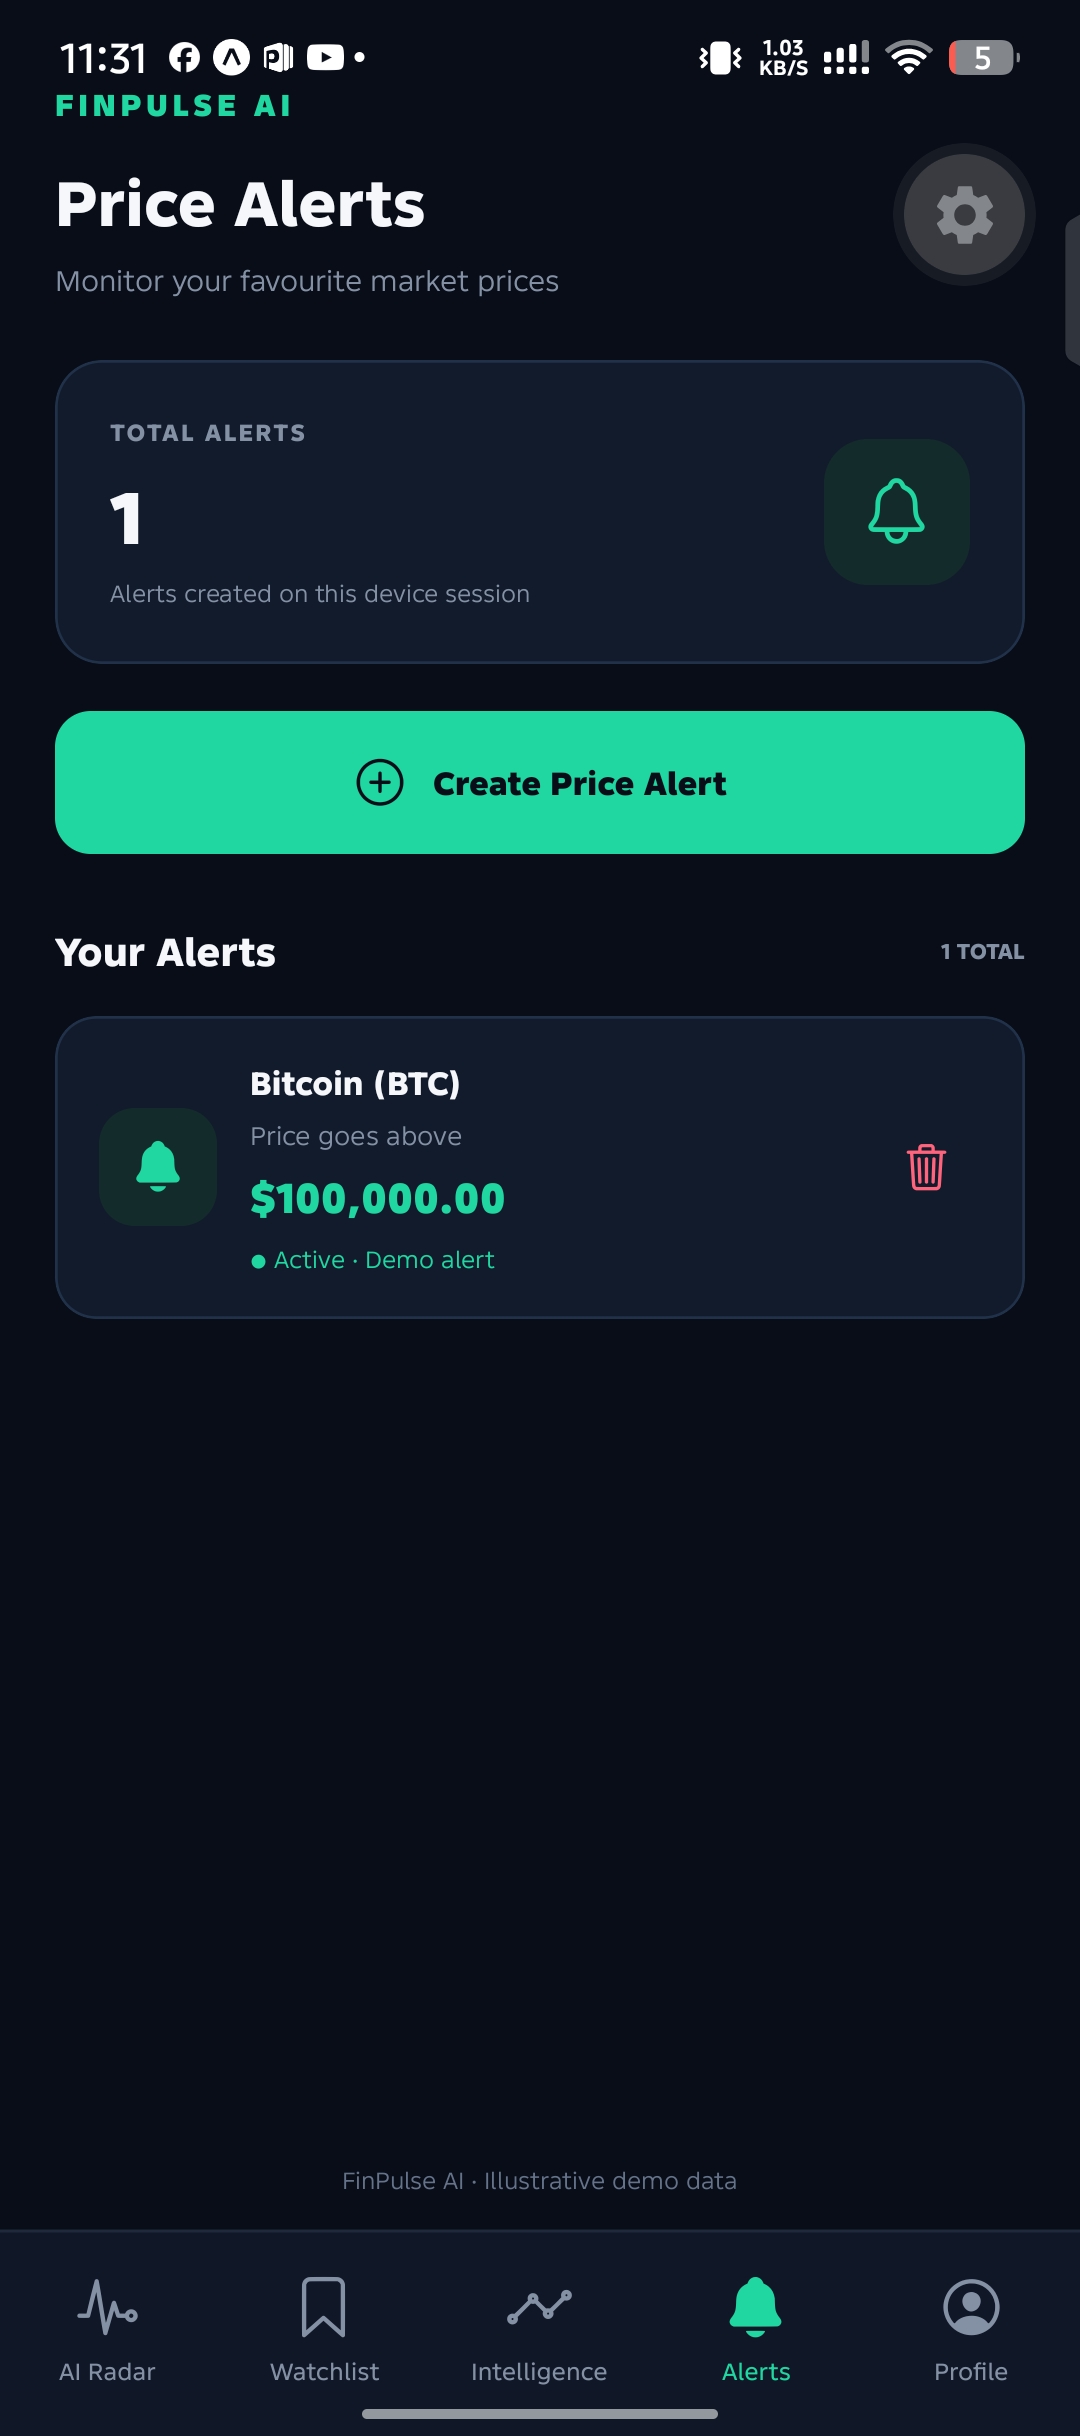 11:31
1.03
KB/S
5
FINPULSE AI
Price Alerts
Monitor your favourite market prices
TOTAL ALERTS
1
Alerts created on this device session
Create Price Alert
Your Alerts
1 TOTAL
Bitcoin (BTC)
Price goes above
$100,000.00
Active · Demo alert
FinPulse AI · Illustrative demo data
AI Radar
Watchlist
Intelligence
Alerts
Profile